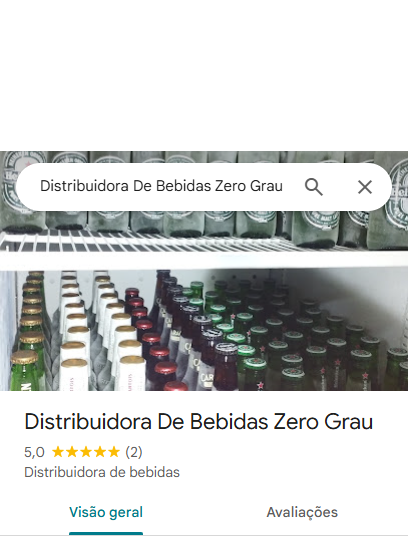 Distribuidora De Bebidas Zero Grau
Distribuidora De Bebidas Zero Grau
5,0 ★★★★★ (2)
Distribuidora de bebidas
Visão geral
Avaliações